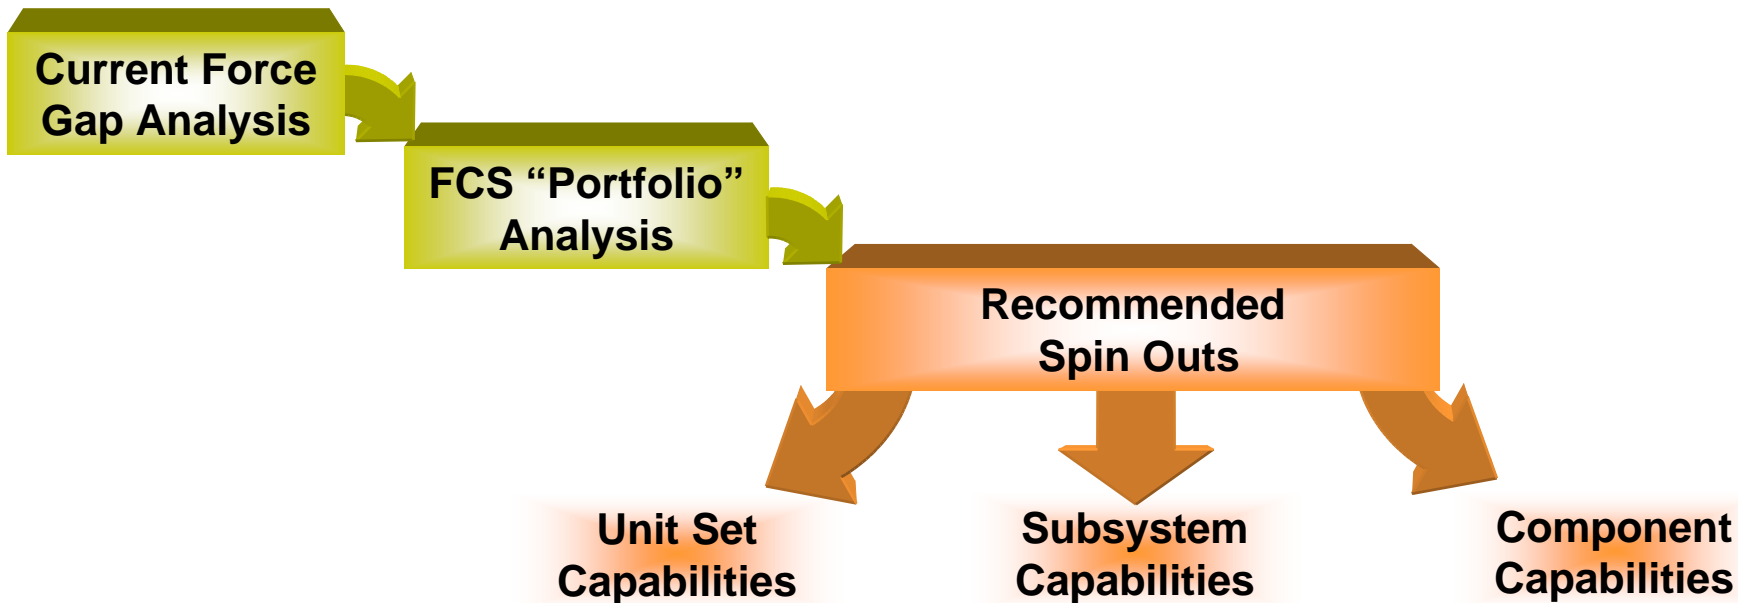 Current Force
Gap Analysis
FCS “Portfolio”
Analysis
Recommended
Spin Outs
Unit Set
Capabilities
Subsystem
Capabilities
Component
Capabilities